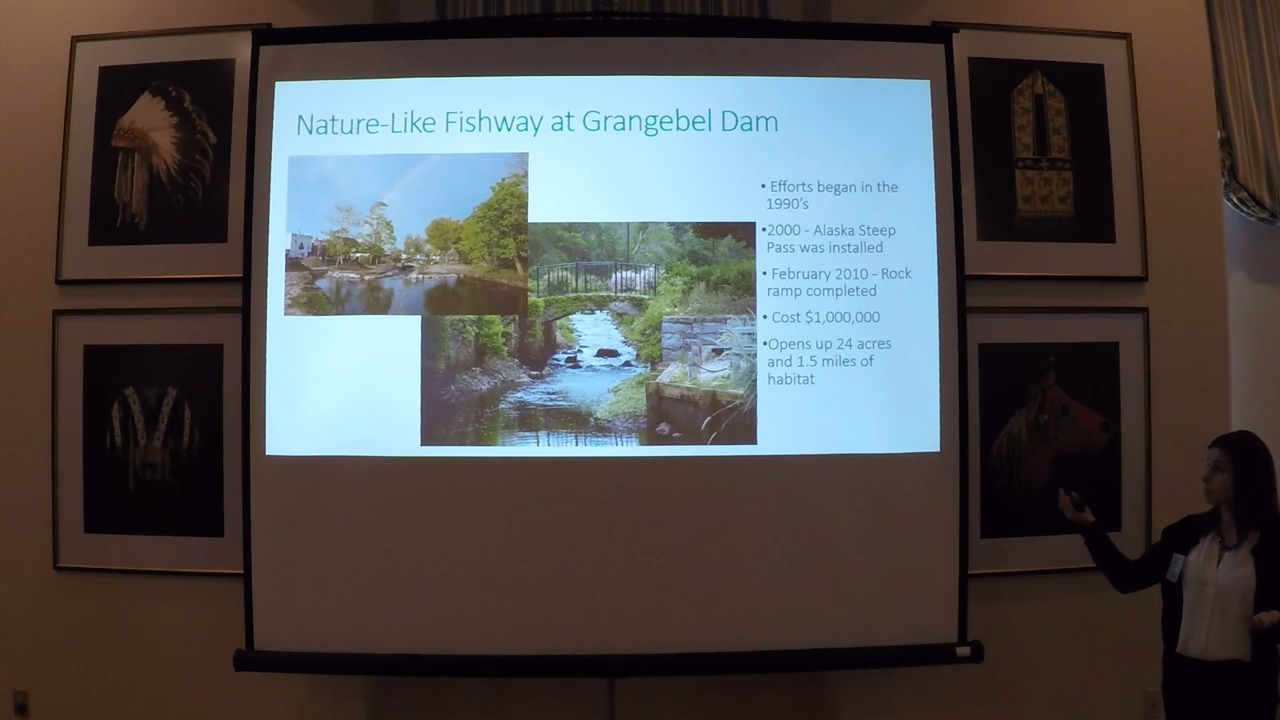 Nature-Like Fishway at Grangebel Dam
▪ Efforts began in the
1990's
▪2000 - Alaska Steep
Pass was installed
▪ February 2010 - Rock
ramp completed
▪ Cost $1,000,000
▪Opens up 24 acres
and 1.5 miles of
habitat